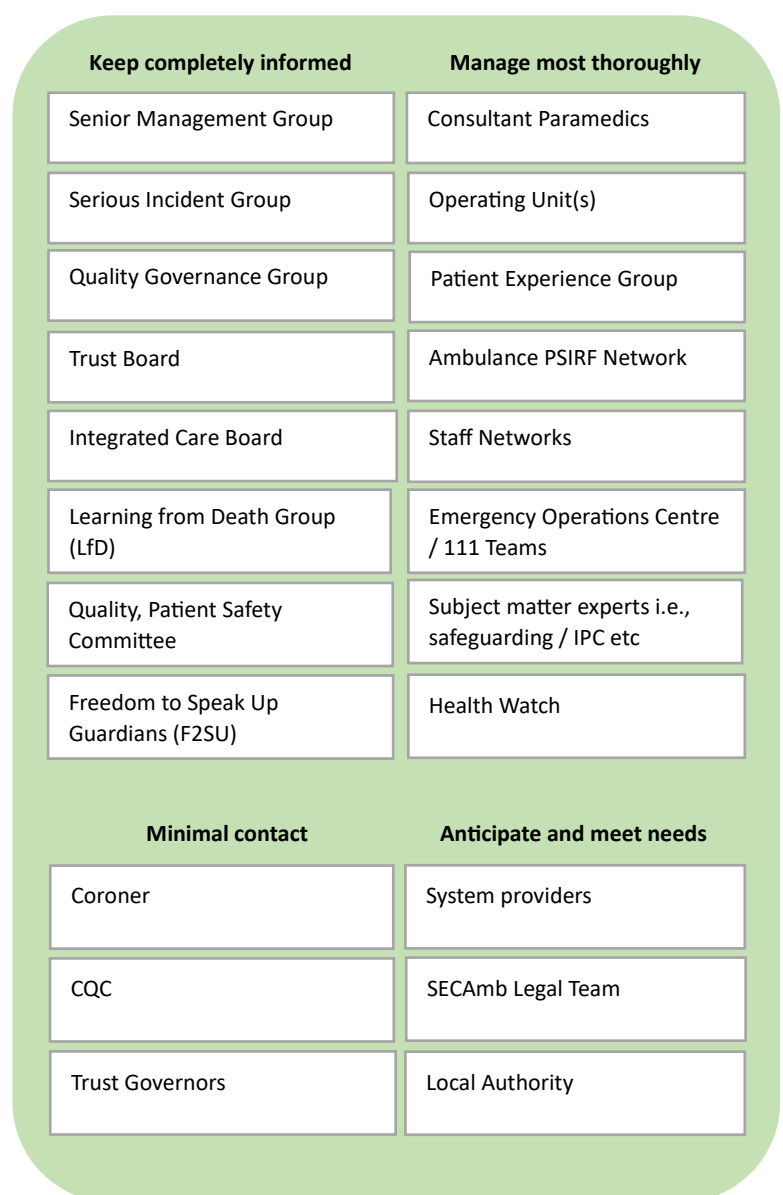 Keep completely informed
Senior Management Group
Serious Incident Group
Quality Governance Group
Trust Board
Integrated Care Board
Learning from Death Group
(LfD)
Quality, Patient Safety
Committee
Freedom to Speak Up
Guardians (F2SU)
Manage most thoroughly
Consultant Paramedics
Operating Unit(s)
Patient Experience Group
Ambulance PSIRF Network
Staff Networks
Emergency Operations Centre
/ 111 Teams
Subject matter experts i.e.,
safeguarding / IPC etc
Health Watch
Minimal contact
Coroner
CQC
Trust Governors
Anticipate and meet needs
System providers
SECAmb Legal Team
Local Authority